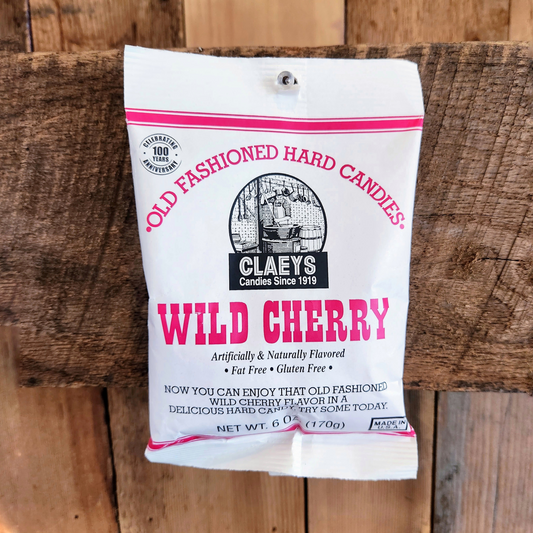 CELEBRATING
100
YEARS
ANNIVERSARY
•OLD FASHIONED HARD CANDIES•
CLAEYS
Candies Since 1919
WILD CHERRY
Artificially & Naturally Flavored
• Fat Free • Gluten Free •
NOW YOU CAN ENJOY THAT OLD FASHIONED
WILD CHERRY FLAVOR IN A
DELICIOUS HARD CANDY. TRY SOME TODAY.
NET WT. 6 OZ (170g)
MADE IN
U.S.A.